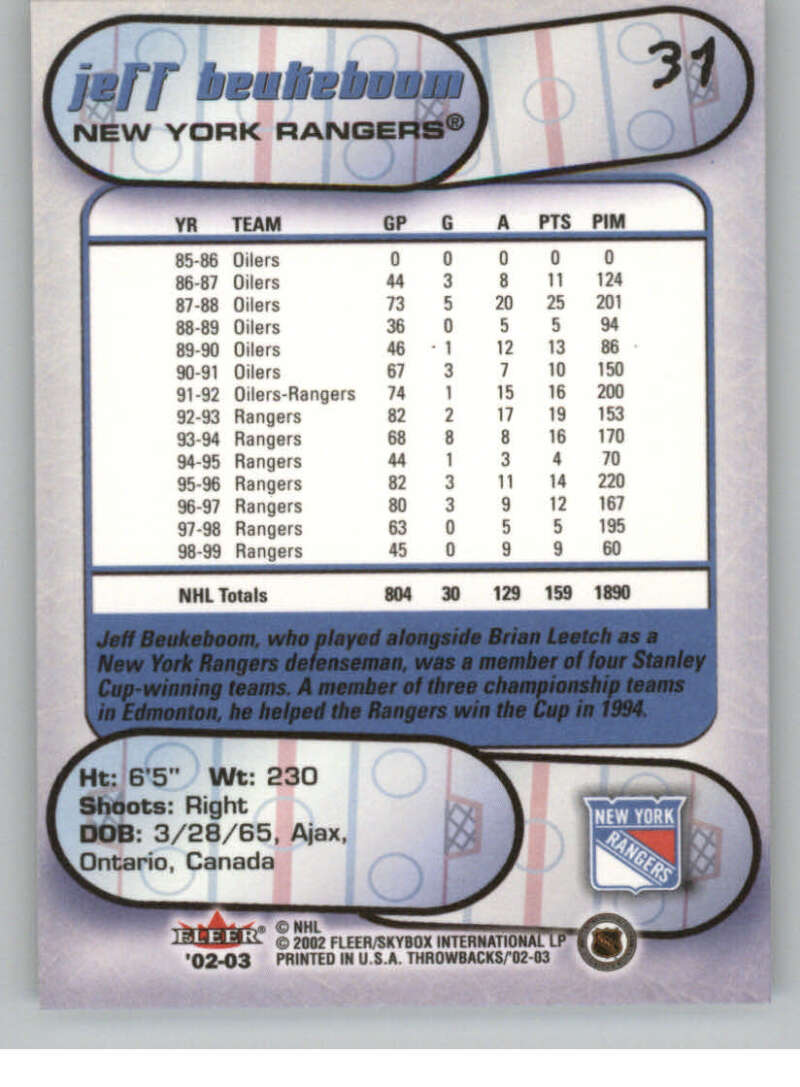 jeff beukeboom
NEW YORK RANGERS®
31
YR TEAM GP G A PTS PIM
85-86 Oilers 0 0 0 0 0
86-87 Oilers 44 3 8 11 124
87-88 Oilers 73 5 20 25 201
88-89 Oilers 36 0 5 5 94
89-90 Oilers 46 1 12 13 86
90-91 Oilers 67 3 7 10 150
91-92 Oilers-Rangers 74 1 15 16 200
92-93 Rangers 82 2 17 19 153
93-94 Rangers 68 8 8 16 170
94-95 Rangers 44 1 3 4 70
95-96 Rangers 82 3 11 14 220
96-97 Rangers 80 3 9 12 167
97-98 Rangers 63 0 5 5 195
98-99 Rangers 45 0 9 9 60
NHL Totals 804 30 129 159 1890
Jeff Beukeboom, who played alongside Brian Leetch as a
New York Rangers defenseman, was a member of four Stanley
Cup-winning teams. A member of three championship teams
in Edmonton, he helped the Rangers win the Cup in 1994.
Ht: 6'5" Wt: 230
Shoots: Right
DOB: 3/28/65, Ajax,
Ontario, Canada
NEW YORK
RANGERS
FLEER®
'02-03
© NHL
© 2002 FLEER/SKYBOX INTERNATIONAL LP
PRINTED IN U.S.A. THROWBACKS/'02-03